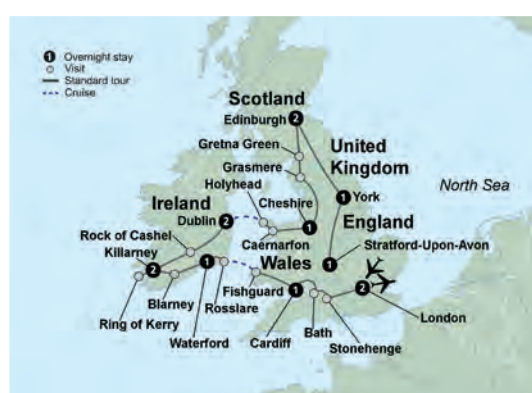 1 Overnight stay
Visit
Standard tour
Cruise
Scotland
Edinburgh 2
Gretna Green
United
Kingdom
Grasmere
Holyhead
Cheshire
1
1 York
North Sea
Ireland
Dublin 2
England
Rock of Cashel
Caernarfon
Stratford-Upon-Avon
1
Killarney
2
1
Wales
Blarney
Fishguard
1
2
Ring of Kerry
Rosslare
London
Waterford
Cardiff
Bath
Stonehenge